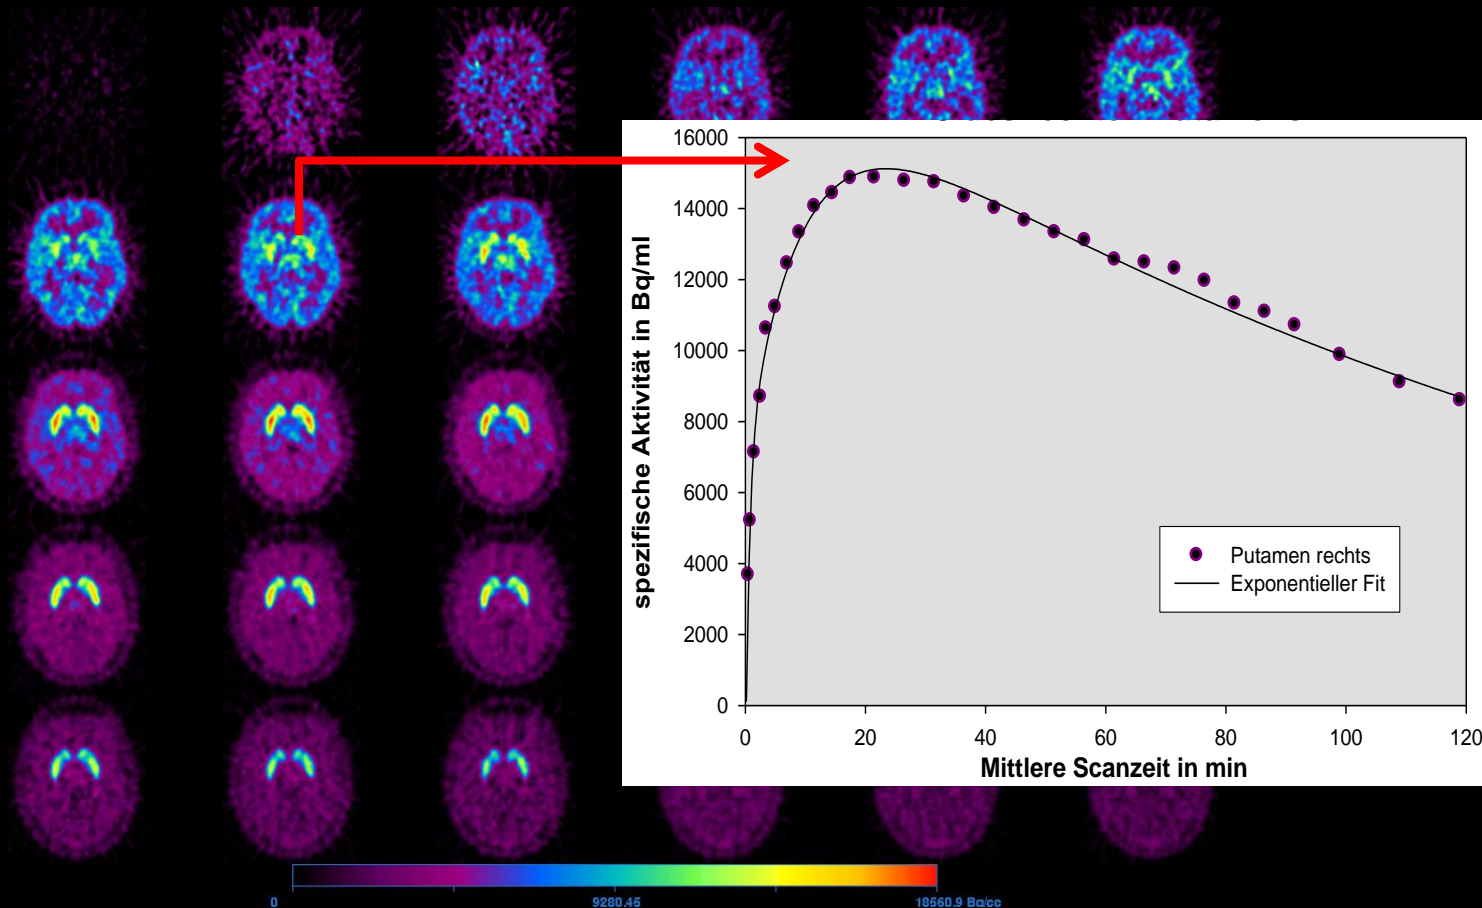 16000
14000
12000
10000
8000
6000
4000
2000
0
spezifische Aktivität in Bq/ml
Putamen rechts
Exponentieller Fit
0 20 40 60 80 100 120
Mittlere Scanzeit in min
0 9280.45 18560.9 Bq/cc